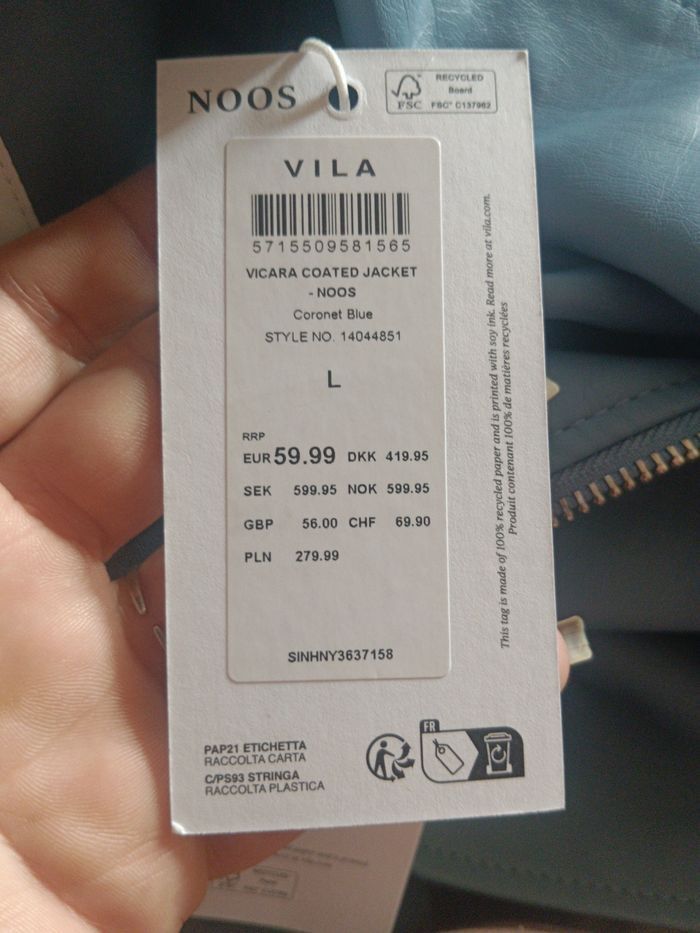 NOOS
FSC
RECYCLED
Board
FSC® C137982
VILA
5715509581565
VICARA COATED JACKET
- NOOS
Coronet Blue
STYLE NO. 14044851
L
RRP
EUR 59.99 DKK 419.95
SEK 599.95 NOK 599.95
GBP 56.00 CHF 69.90
PLN 279.99
SINHNY3637158
This tag is made of 100% recycled paper and is printed with soy ink. Read more at vila.com.
Produit contenant 100% de matières recyclées
PAP21 ETICHETTA
RACCOLTA CARTA
C/PS93 STRINGA
RACCOLTA PLASTICA
FR